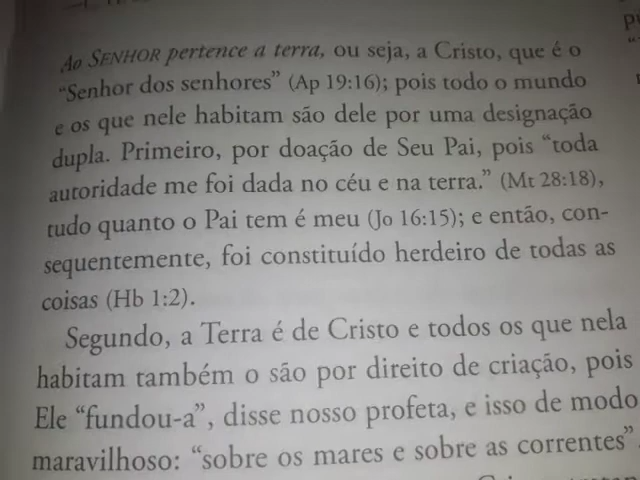 Ao SENHOR pertence a terra, ou seja, a Cristo, que é o
“Senhor dos senhores” (Ap 19:16); pois todo o mundo
e os que nele habitam são dele por uma designação
dupla. Primeiro, por doação de Seu Pai, pois “toda
autoridade me foi dada no céu e na terra.” (Mt 28:18),
tudo quanto o Pai tem é meu (Jo 16:15); e então, con-
sequentemente, foi constituído herdeiro de todas as
coisas (Hb 1:2).
Segundo, a Terra é de Cristo e todos os que nela
habitam também o são por direito de criação, pois
Ele “fundou-a”, disse nosso profeta, e isso de modo
maravilhoso: “sobre os mares e sobre as correntes”.